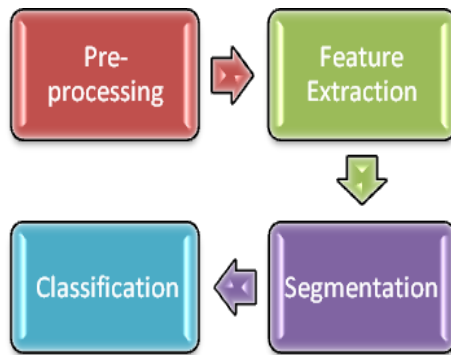 Pre-
processing
Feature
Extraction
Segmentation
Classification